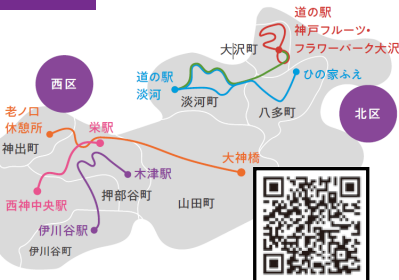 道の駅
神戸フルーツ・
フラワーパーク大沢
大沢町
西区
道の駅
淡河
ひの家ふえ
淡河町
八多町
北区
老ノ口
休憩所
栄駅
神出町
大神橋
木津駅
押部谷町
西神中央駅
山田町
伊川谷駅
伊川谷町